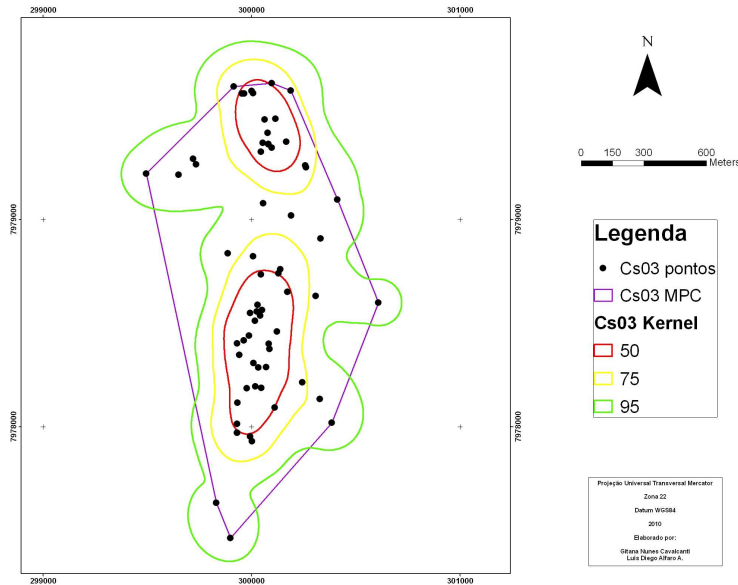 299000 300000 301000
N
0 150 300 600
Meters
7979000 7979000
7978000 7978000
Legenda
Cs03 pontos
Cs03 MPC
Cs03 Kernel
50
75
95
299000 300000 301000
Projeção Universal Transversal Mercator
Zona 22
Datum WGS84
2010
Elaborado por:
Gitana Nunes Cavalcanti
Luis Diego Alfaro A.